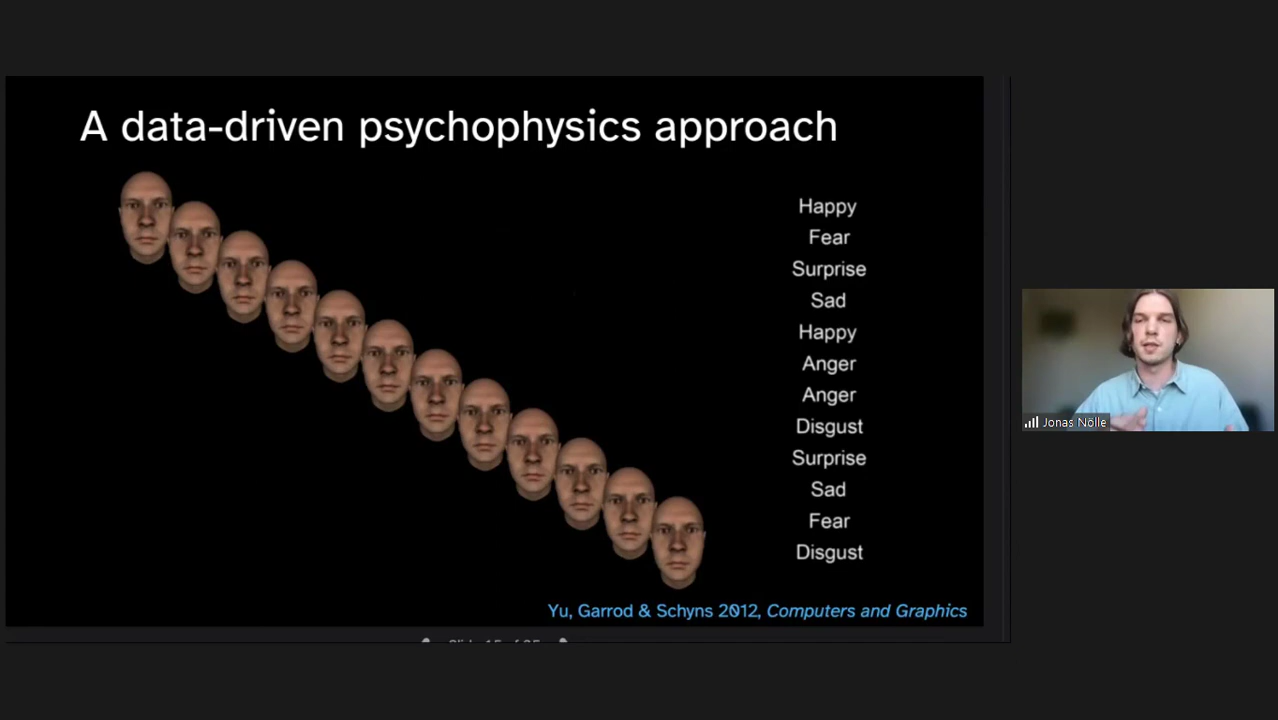 A data-driven psychophysics approach
Happy
Fear
Surprise
Sad
Happy
Anger
Anger
Disgust
Surprise
Sad
Fear
Disgust
Yu, Garrod & Schyns 2012, Computers and Graphics
Jonas Nölle